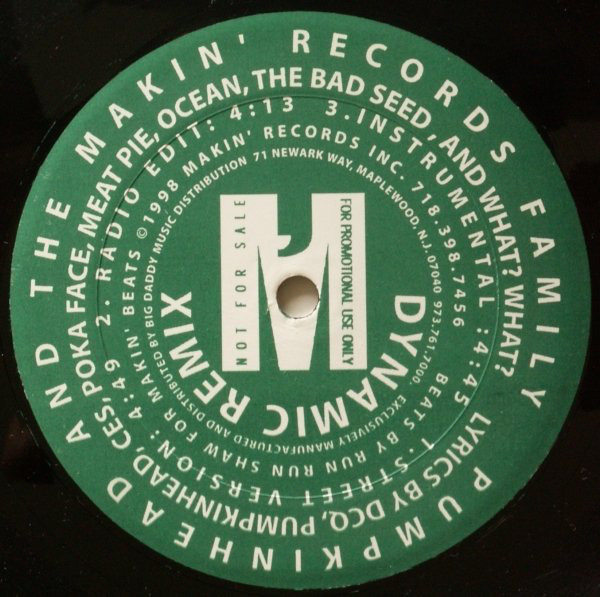 PUMPKINHEAD AND THE MAKIN' RECORDS FAMILY
LYRICS BY DCQ, PUMPKINHEAD, CES, POKA FACE, MEAT PIE, OCEAN, THE BAD SEED, AND WHAT? WHAT?
1. STREET VERSION: 4:49 2. RADIO EDIT: 4:13 3. INSTRUMENTAL :4:45
BEATS BY RUN RUN SHAW FOR MAKIN' BEATS ©1998 MAKIN' RECORDS INC. 718.398.7456
EXCLUSIVELY MANUFACTURED AND DISTRIBUTED BY BIG DADDY MUSIC DISTRIBUTION 71 NEWARK WAY, MAPLEWOOD, N.J. 07040 973.761.7000.
DYNAMIC REMIX
NOT FOR SALE
M
FOR PROMOTIONAL USE ONLY